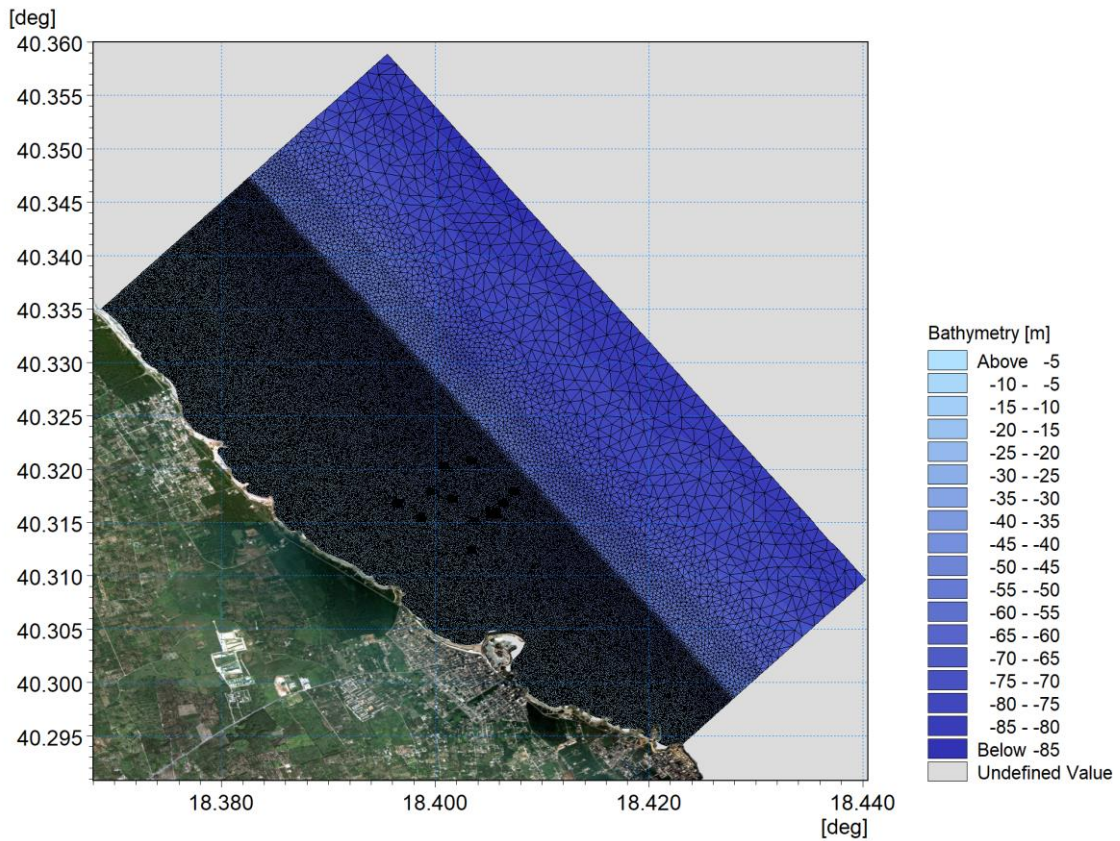 [deg]
40.360
40.355
40.350
40.345
40.340
40.335
40.330
40.325
40.320
40.315
40.310
40.305
40.300
40.295
18.380
18.400
18.420
18.440
[deg]
Bathymetry [m]
Above -5
-10 - -5
-15 - -10
-20 - -15
-25 - -20
-30 - -25
-35 - -30
-40 - -35
-45 - -40
-50 - -45
-55 - -50
-60 - -55
-65 - -60
-70 - -65
-75 - -70
-80 - -75
-85 - -80
Below -85
Undefined Value